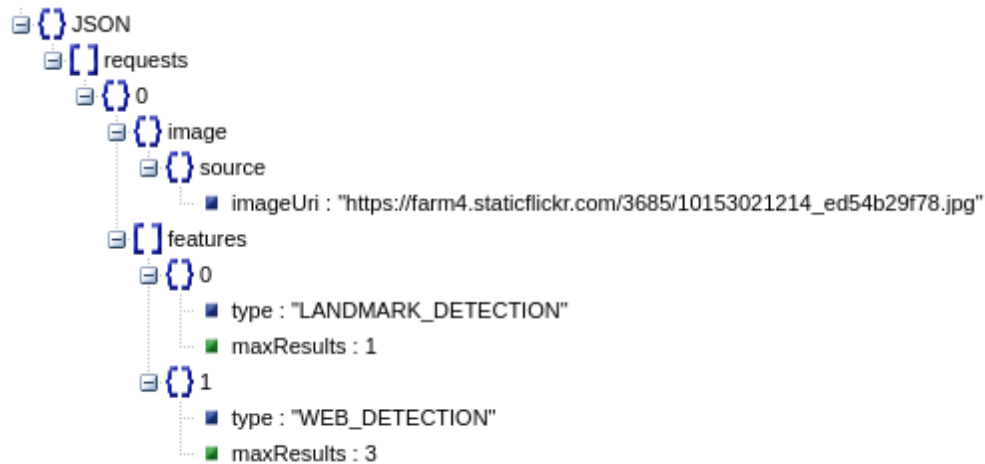 {} JSON
[] requests
{} 0
{} image
{} source
imageUri : "https://farm4.staticflickr.com/3685/10153021214_ed54b29f78.jpg"
[] features
{} 0
type : "LANDMARK_DETECTION"
maxResults : 1
{} 1
type : "WEB_DETECTION"
maxResults : 3